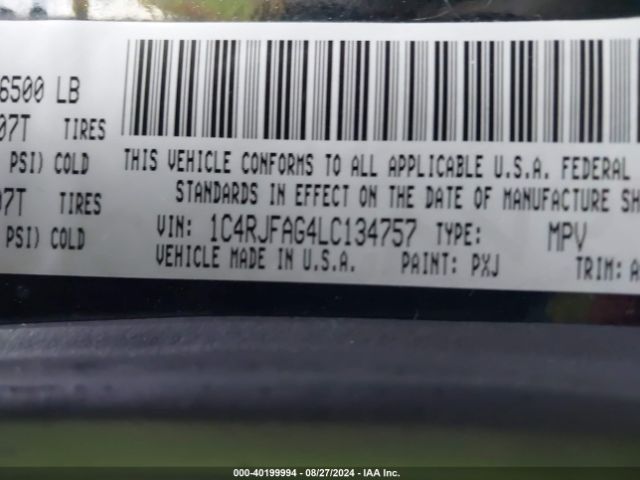 6500 LB
07T TIRES
PSI) COLD
07T TIRES
PSI) COLD
THIS VEHICLE CONFORMS TO ALL APPLICABLE U.S.A. FEDERAL
STANDARDS IN EFFECT ON THE DATE OF MANUFACTURE SH
VIN: 1C4RJFAG4LC134757 TYPE: MPV
VEHICLE MADE IN U.S.A. PAINT: PXJ TRIM: A
000-40199994 - 08/27/2024 - IAA Inc.